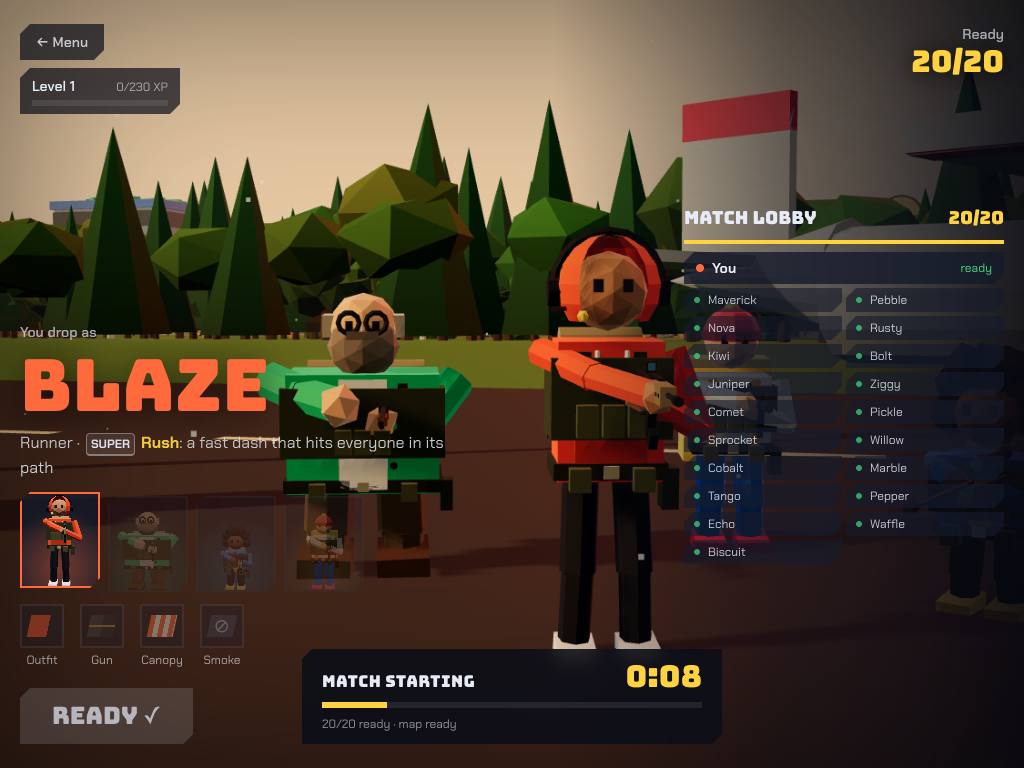 ← Menu
Level 1 0/230 XP
Ready
20/20
You drop as
BLAZE
Runner · SUPER Rush: a fast dash that hits everyone in its
path
Outfit Gun Canopy Smoke
READY ✓
MATCH LOBBY 20/20
You ready
Maverick Pebble
Nova Rusty
Kiwi Bolt
Juniper Ziggy
Comet Pickle
Sprocket Willow
Cobalt Marble
Tango Pepper
Echo Waffle
Biscuit
MATCH STARTING 0:08
20/20 ready · map ready